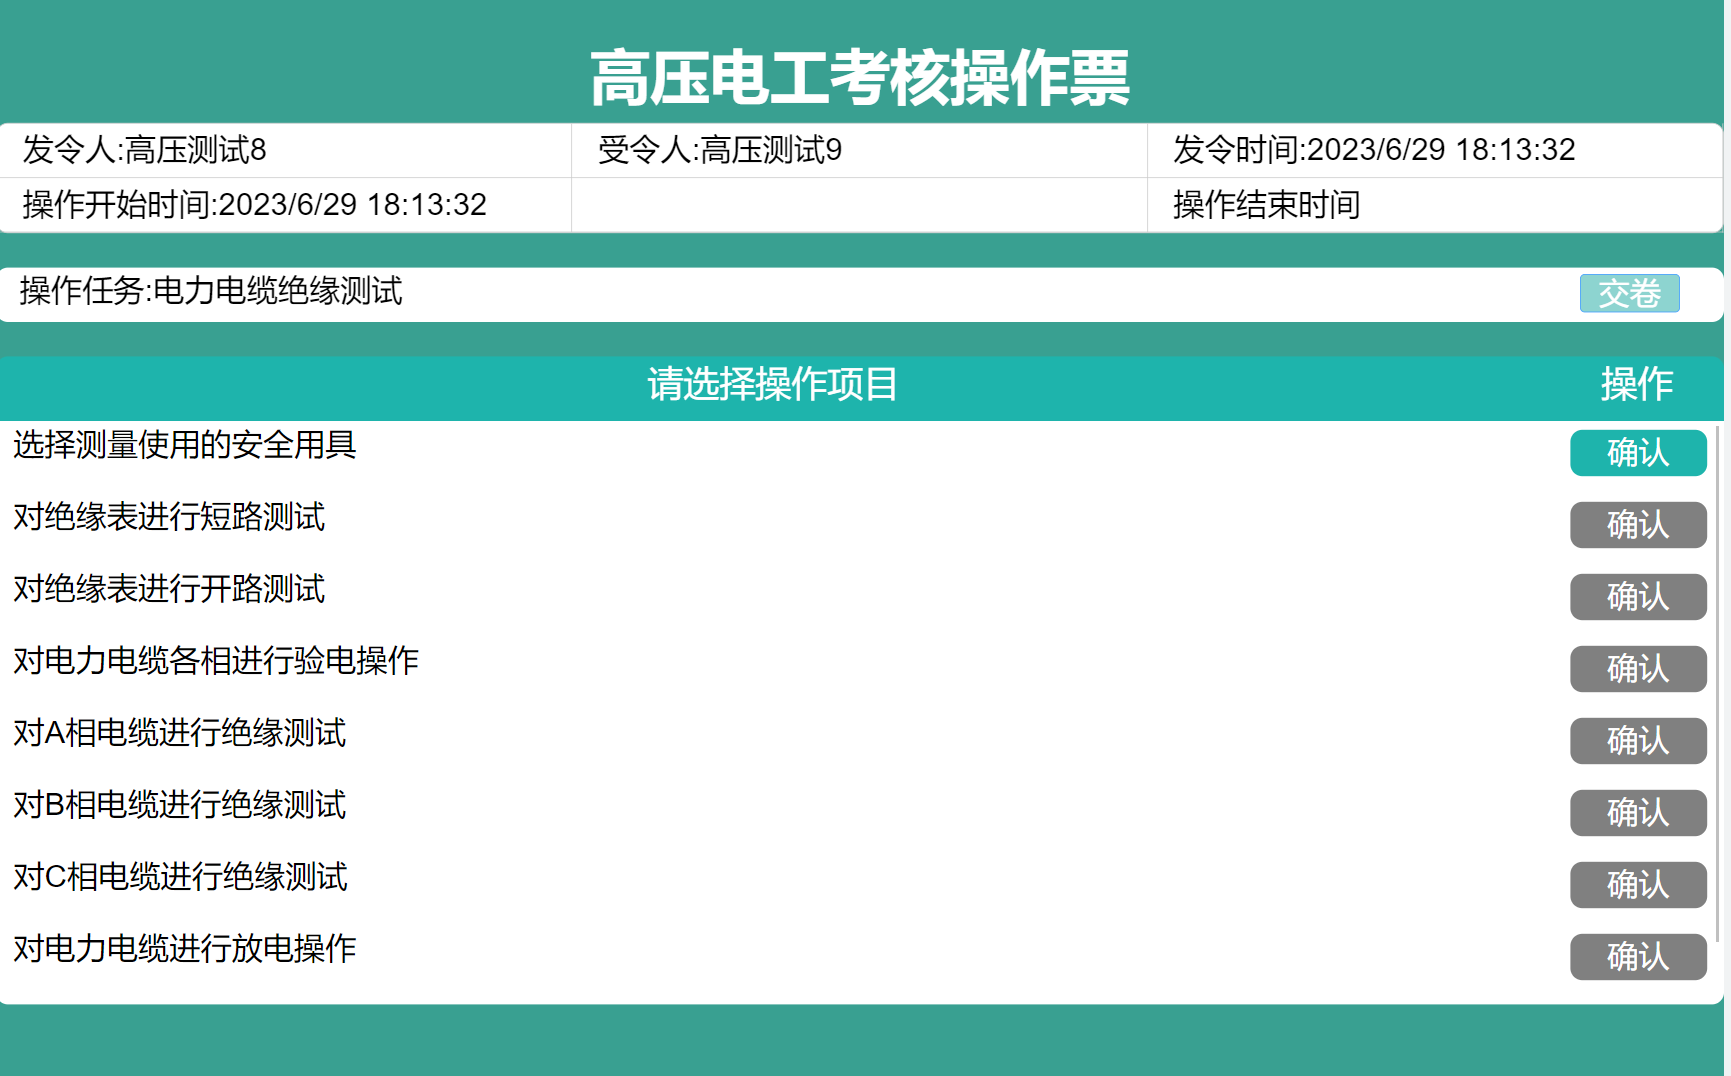 高压电工考核操作票
发令人:高压测试8 受令人:高压测试9 发令时间:2023/6/29 18:13:32
操作开始时间:2023/6/29 18:13:32 操作结束时间
操作任务:电力电缆绝缘测试 交卷
请选择操作项目 操作
选择测量使用的安全用具 确认
对绝缘表进行短路测试 确认
对绝缘表进行开路测试 确认
对电力电缆各相进行验电操作 确认
对A相电缆进行绝缘测试 确认
对B相电缆进行绝缘测试 确认
对C相电缆进行绝缘测试 确认
对电力电缆进行放电操作 确认